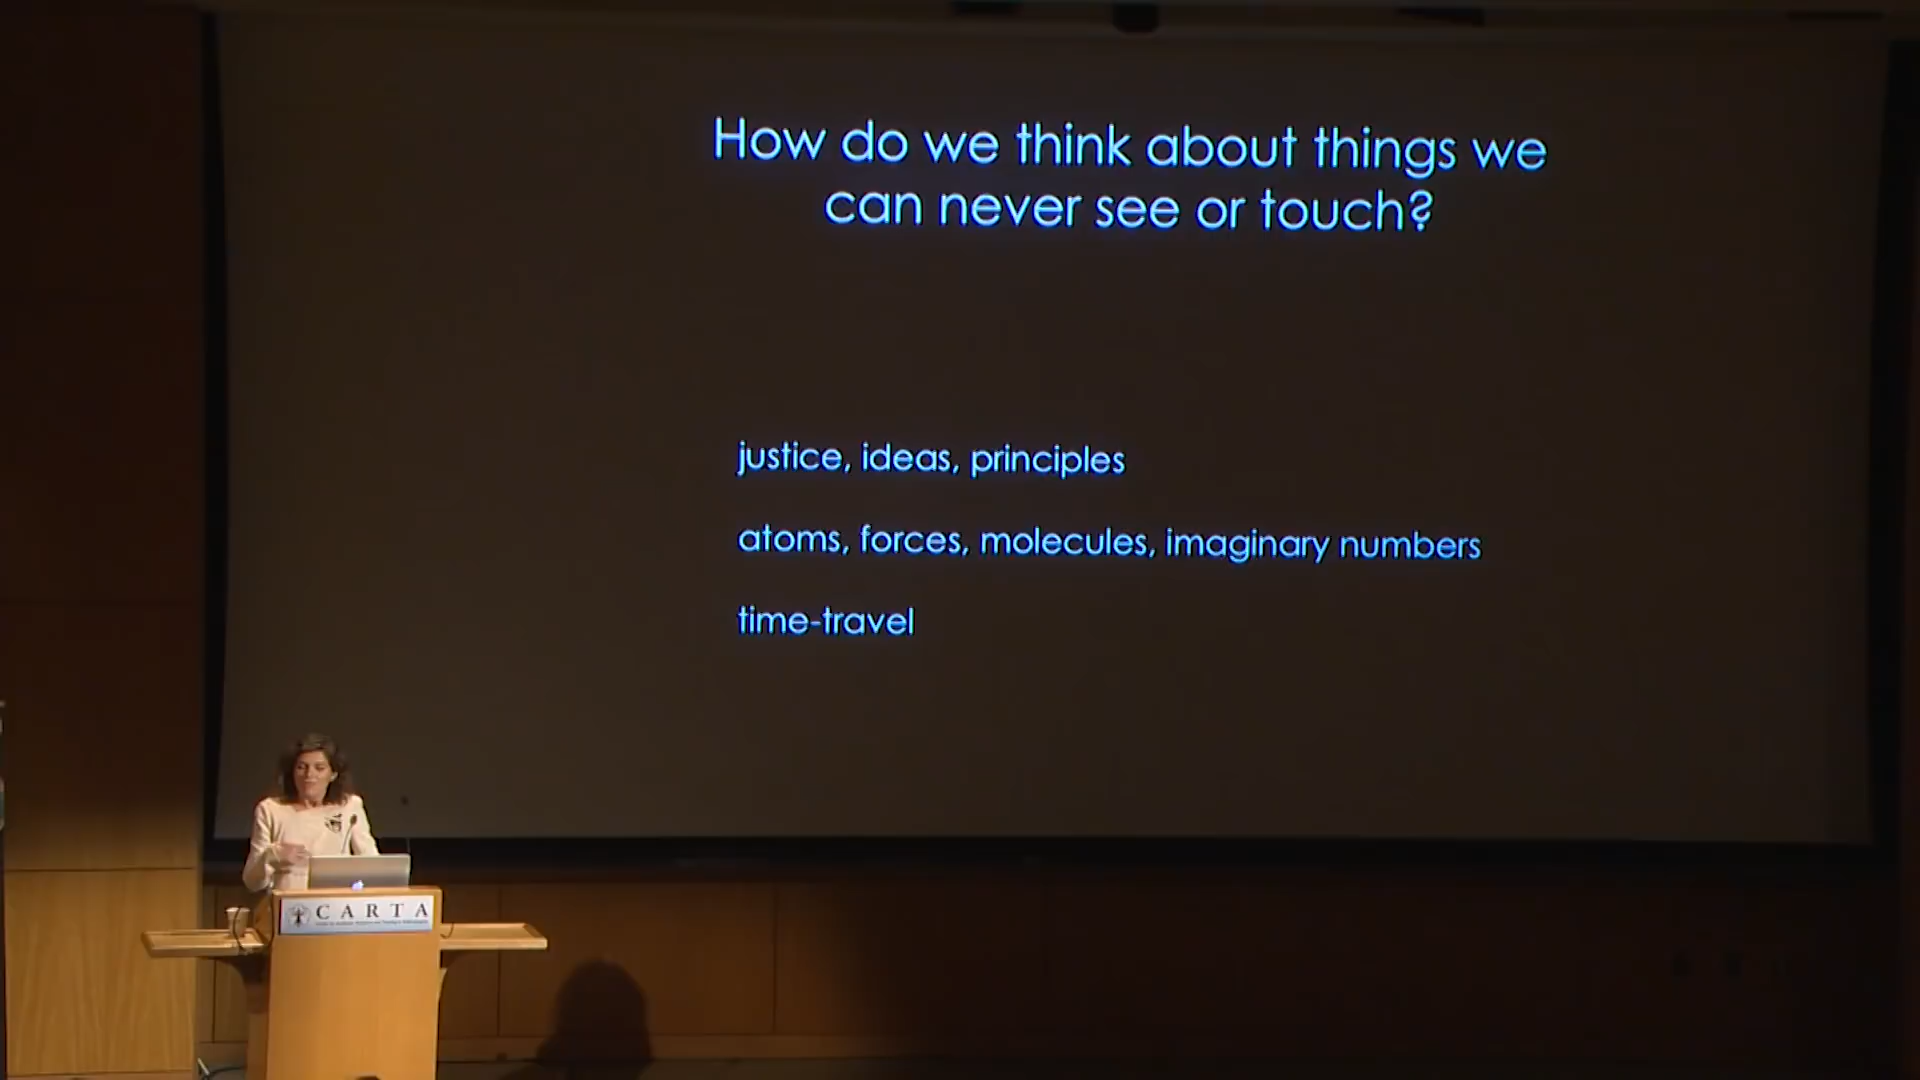 How do we think about things we
can never see or touch?
justice, ideas, principles
atoms, forces, molecules, imaginary numbers
time-travel
CARTA